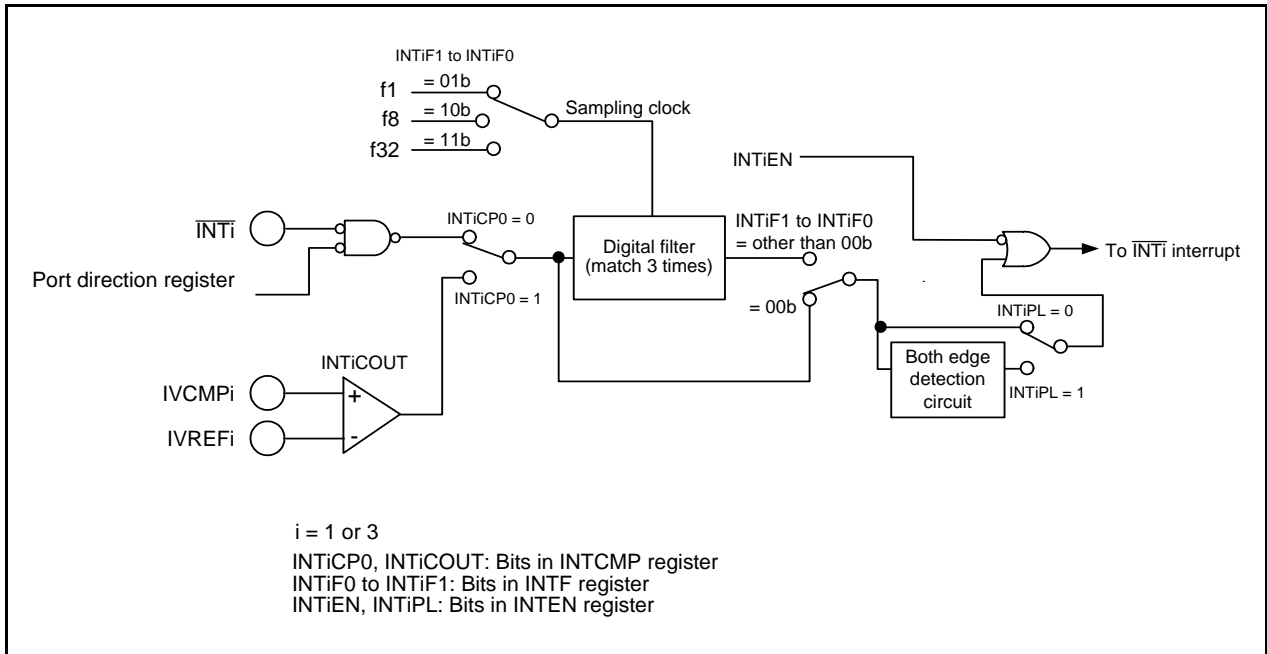 INTiF1 to INTiF0
f1
= 01b
f8
= 10b
f32
= 11b
Sampling clock
INTiEN
INTi
Port direction register
INTiCP0 = 0
INTiCP0 = 1
Digital filter
(match 3 times)
INTiF1 to INTiF0
= other than 00b
= 00b
To INTi interrupt
INTiPL = 0
Both edge
detection
circuit
INTiPL = 1
INTiCOUT
IVCMPi
+
IVREFi
-
i = 1 or 3
INTiCP0, INTiCOUT: Bits in INTCMP register
INTiF0 to INTiF1: Bits in INTF register
INTiEN, INTiPL: Bits in INTEN register